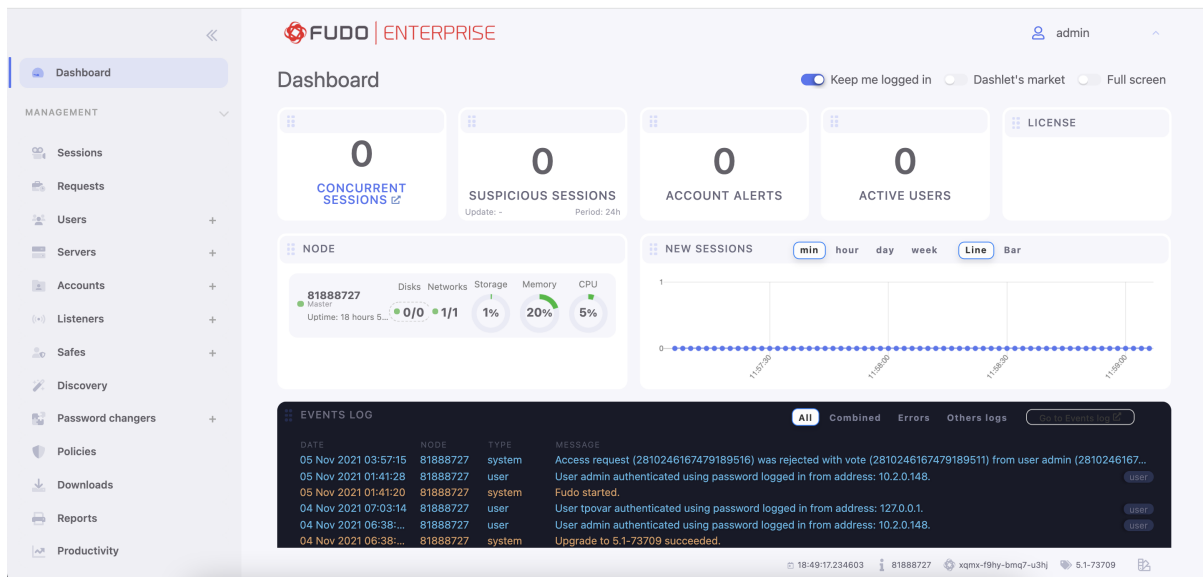 FUDO | ENTERPRISE
admin
Dashboard
MANAGEMENT
Sessions
Requests
Users +
Servers +
Accounts +
Listeners +
Safes +
Discovery
Password changers +
Policies
Downloads
Reports
Productivity
Dashboard
Keep me logged in
Dashlet's market
Full screen
0
CONCURRENT
SESSIONS
0
SUSPICIOUS SESSIONS
Update: - Period: 24h
0
ACCOUNT ALERTS
0
ACTIVE USERS
LICENSE
NODE
81888727
Master
Uptime: 18 hours 5...
Disks Networks Storage Memory CPU
0/0 1/1 1% 20% 5%
NEW SESSIONS
min hour day week Line Bar
1
0
11:57:30 11:58:00 11:58:30 11:59:00
EVENTS LOG
All Combined Errors Others logs Go to Events log
DATE NODE TYPE MESSAGE
05 Nov 2021 03:57:15 81888727 system Access request (2810246167479189516) was rejected with vote (2810246167479189511) from user admin (2810246167...
05 Nov 2021 01:41:28 81888727 user User admin authenticated using password logged in from address: 10.2.0.148. user
05 Nov 2021 01:41:20 81888727 system Fudo started.
04 Nov 2021 07:03:14 81888727 user User tpovar authenticated using password logged in from address: 127.0.0.1. user
04 Nov 2021 06:38:... 81888727 user User admin authenticated using password logged in from address: 10.2.0.148. user
04 Nov 2021 06:38:... 81888727 system Upgrade to 5.1-73709 succeeded.
18:49:17.234603 81888727 xqmx-f9hy-bmq7-u3hj 5.1-73709